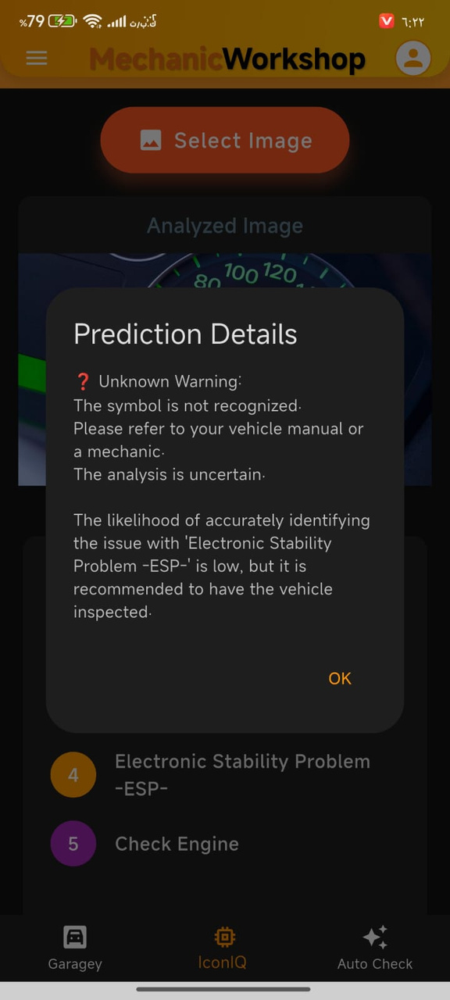 %79
ك.ب/ث
٦:٢٢
MechanicWorkshop
Select Image
Analyzed Image
80 100 120
Prediction Details
❓ Unknown Warning:
The symbol is not recognized.
Please refer to your vehicle manual or
a mechanic.
The analysis is uncertain.
The likelihood of accurately identifying
the issue with 'Electronic Stability
Problem -ESP-' is low, but it is
recommended to have the vehicle
inspected.
OK
4 Electronic Stability Problem
-ESP-
5 Check Engine
Garagey IconIQ Auto Check